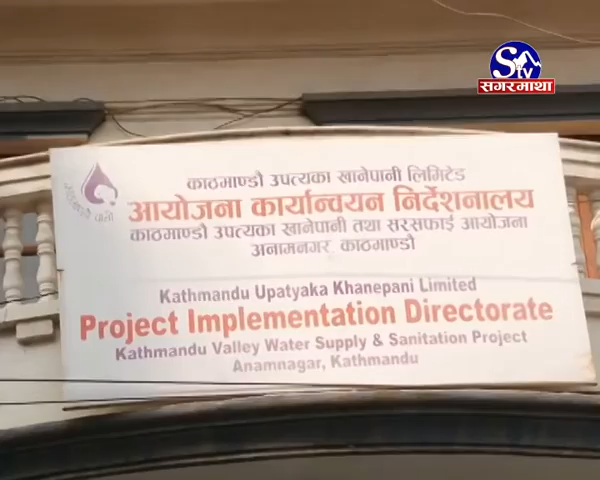 S tv
सगरमाथा
काठमाण्डौ उपत्यका खानेपानी लिमिटेड
आयोजना कार्यान्वयन निर्देशनालय
काठमाण्डौ उपत्यका खानेपानी तथा सरसफाई आयोजना
अनामनगर, काठमाण्डौ
Kathmandu Upatyaka Khanepani Limited
Project Implementation Directorate
Kathmandu Valley Water Supply & Sanitation Project
Anamnagar, Kathmandu